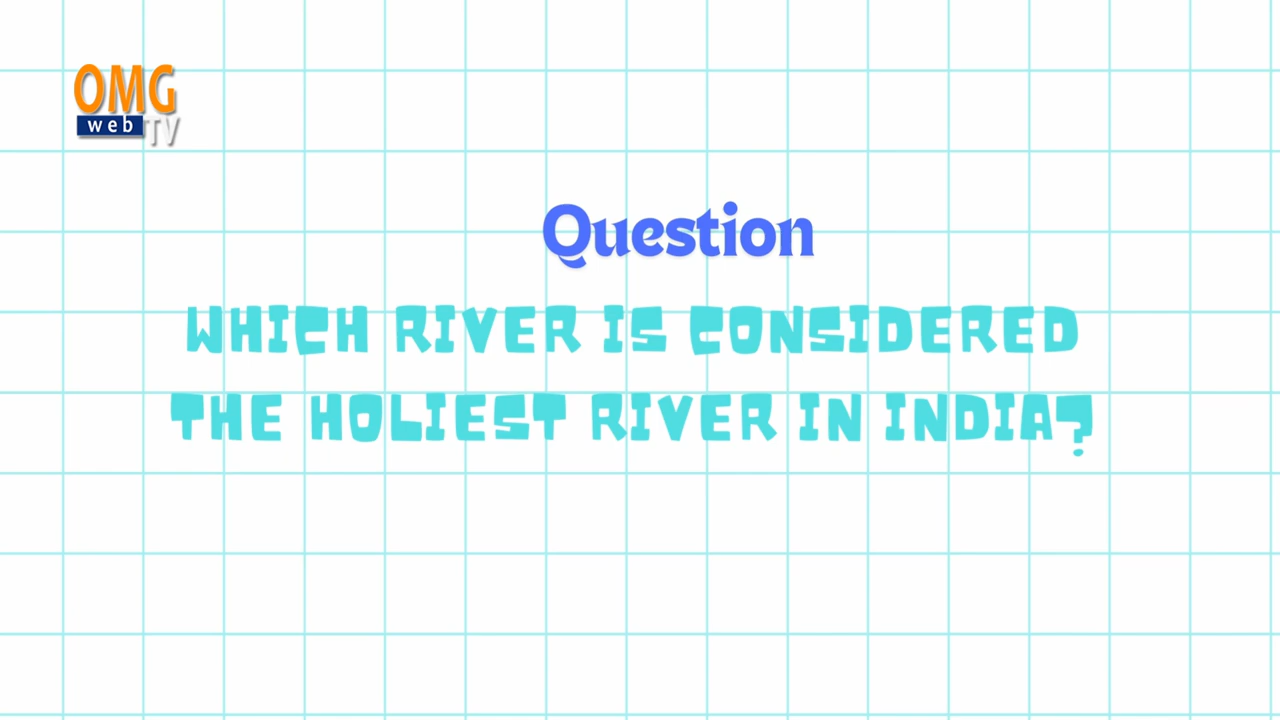 OMG
web TV
Question
WHICH RIVER IS CONSIDERED
THE HOLIEST RIVER IN INDIA?